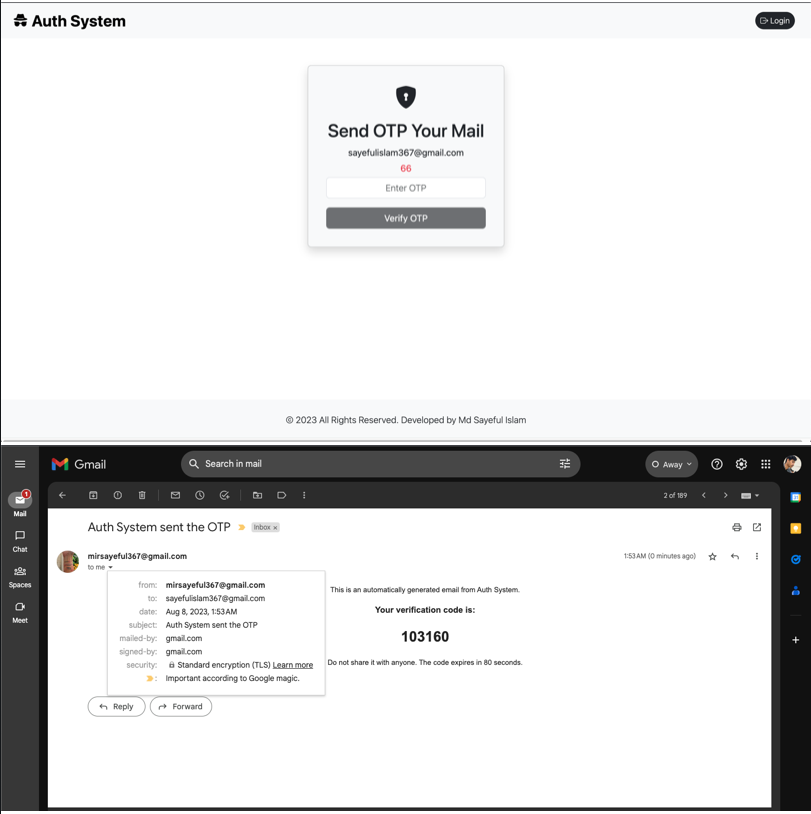 Auth System
Login
Send OTP Your Mail
sayefulislam367@gmail.com
66
Enter OTP
Verify OTP
© 2023 All Rights Reserved. Developed by Md Sayeful Islam
Gmail
Search in mail
Away
1
Mail
Chat
Spaces
Meet
2 of 189
Auth System sent the OTP
Inbox x
mirsayeful367@gmail.com
1:53 AM (0 minutes ago)
to me
from: mirsayeful367@gmail.com
to: sayefulislam367@gmail.com
date: Aug 8, 2023, 1:53 AM
subject: Auth System sent the OTP
mailed-by: gmail.com
signed-by: gmail.com
security: Standard encryption (TLS) Learn more
: Important according to Google magic.
This is an automatically generated email from Auth System.
Your verification code is:
103160
Do not share it with anyone. The code expires in 80 seconds.
Reply
Forward